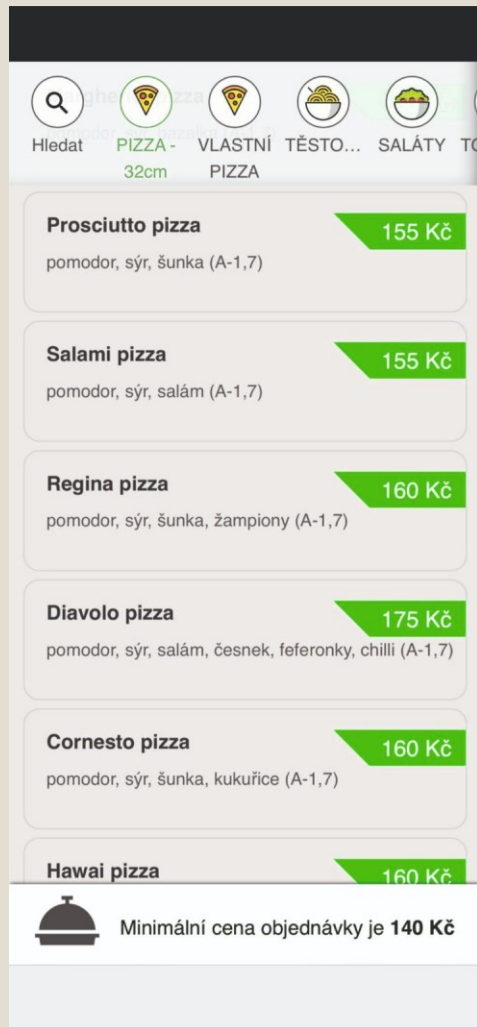 Hledat
PIZZA -
32cm
VLASTNÍ
PIZZA
TĚSTO...
SALÁTY
Prosciutto pizza
155 Kč
pomodor, sýr, šunka (A-1,7)
Salami pizza
155 Kč
pomodor, sýr, salám (A-1,7)
Regina pizza
160 Kč
pomodor, sýr, šunka, žampiony (A-1,7)
Diavolo pizza
175 Kč
pomodor, sýr, salám, česnek, feferonky, chilli (A-1,7)
Cornesto pizza
160 Kč
pomodor, sýr, šunka, kukuřice (A-1,7)
Hawai pizza
160 Kč
Minimální cena objednávky je 140 Kč